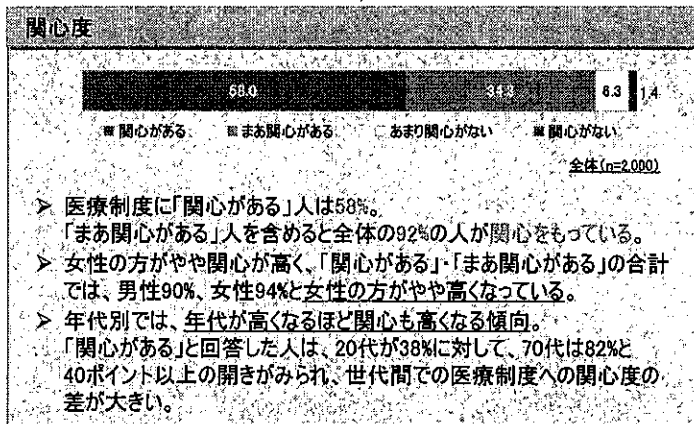 関心度
58.0 34.3 6.3 1.4
■関心がある ■まあ関心がある □あまり関心がない ■関心がない
全体(n=2,000)
➢ 医療制度に「関心がある」人は58%。
「まあ関心がある」人を含めると全体の92%の人が関心をもっている。
➢ 女性の方がやや関心が高く、「関心がある」・「まあ関心がある」の合計
では、男性90%、女性94%と女性の方がやや高くなっている。
➢ 年代別では、年代が高くなるほど関心も高くなる傾向。
「関心がある」と回答した人は、20代が38%に対して、70代は82%と
40ポイント以上の開きがみられ、世代間での医療制度への関心度の
差が大きい。